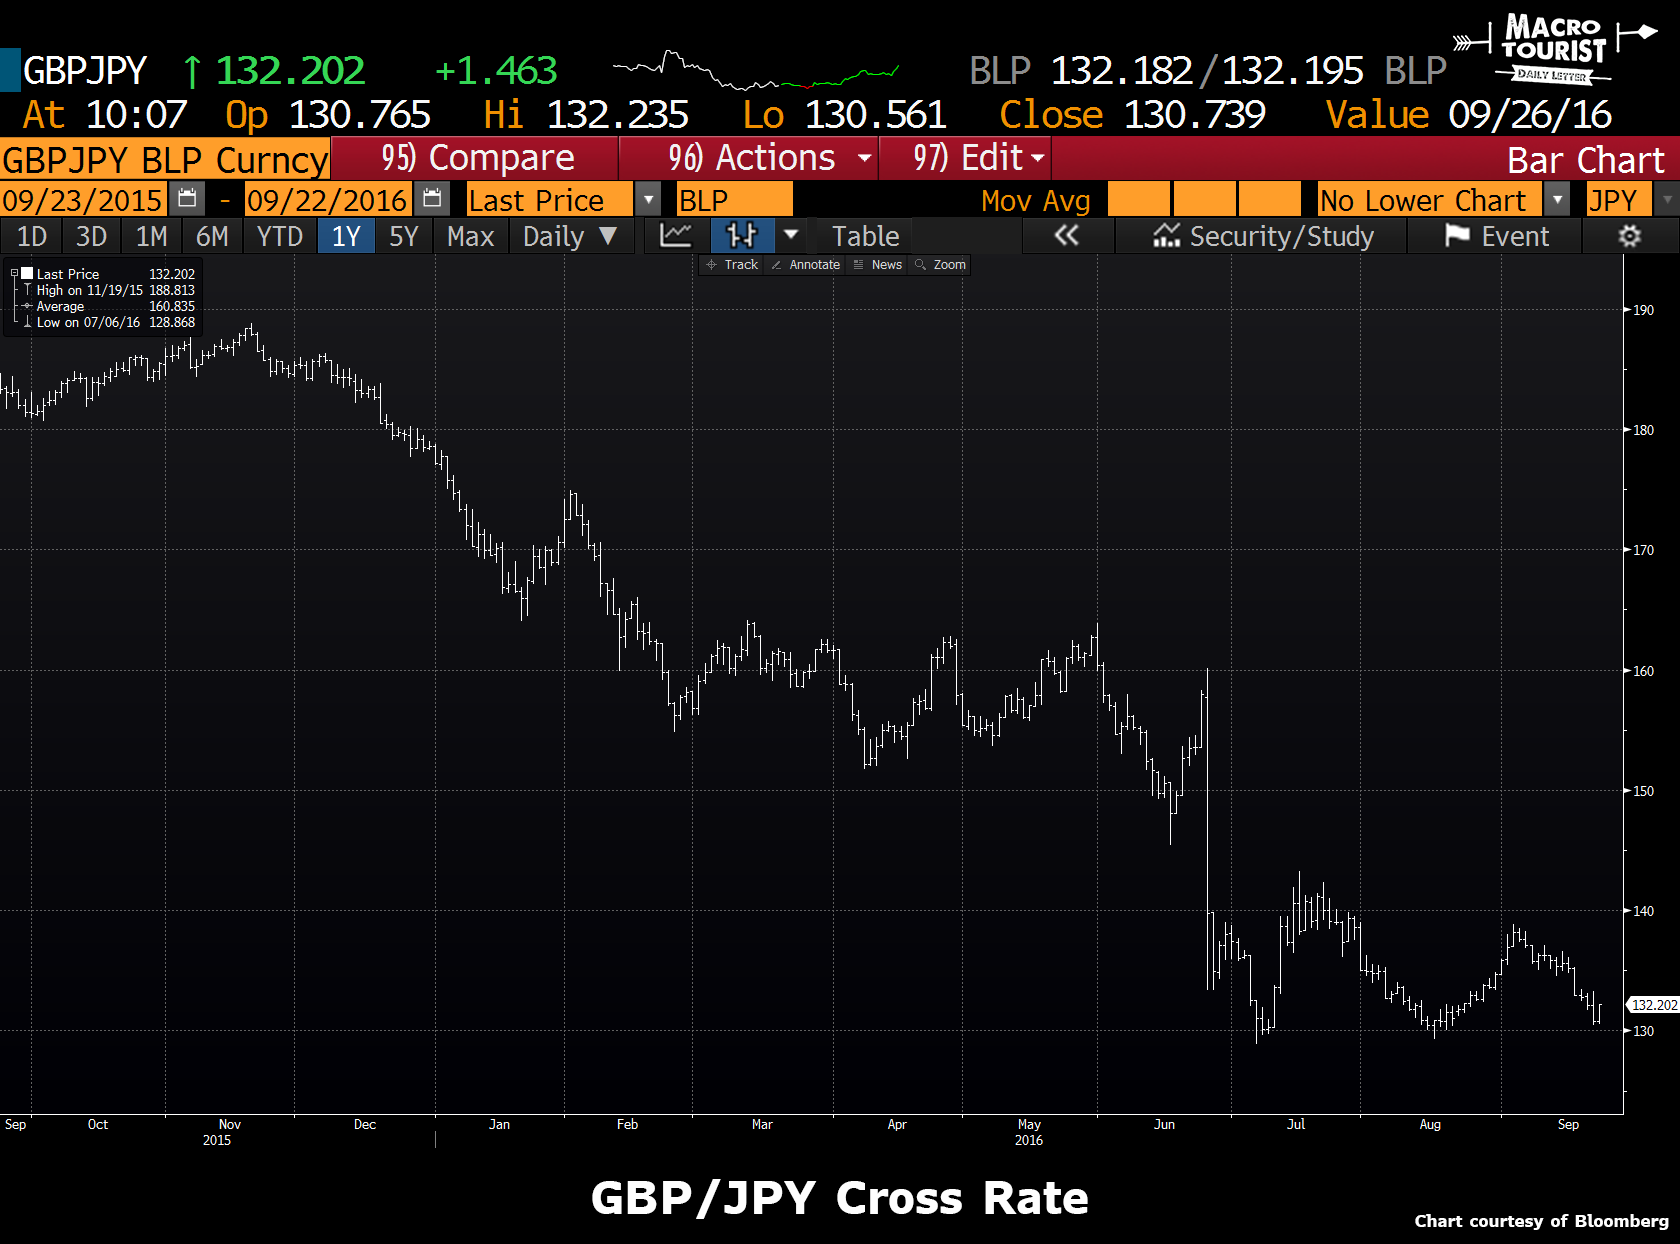 MACRO
TOURIST
DAILY LETTER
GBPJPY ↑ 132.202 +1.463 BLP 132.182/132.195 BLP
At 10:07 Op 130.765 Hi 132.235 Lo 130.561 Close 130.739 Value 09/26/16
GBPJPY BLP Curncy 95) Compare 96) Actions 97) Edit Bar Chart
09/23/2015 - 09/22/2016 Last Price BLP Mov Avg No Lower Chart JPY
1D 3D 1M 6M YTD 1Y 5Y Max Daily ▼ Table « Security/Study Event
Track Annotate News Zoom
Last Price 132.202
High on 11/19/15 188.813
Average 160.835
Low on 07/06/16 128.868
190
180
170
160
150
140
132.202
130
Sep Oct Nov Dec Jan Feb Mar Apr May Jun Jul Aug Sep
2015 2016
GBP/JPY Cross Rate
Chart courtesy of Bloomberg